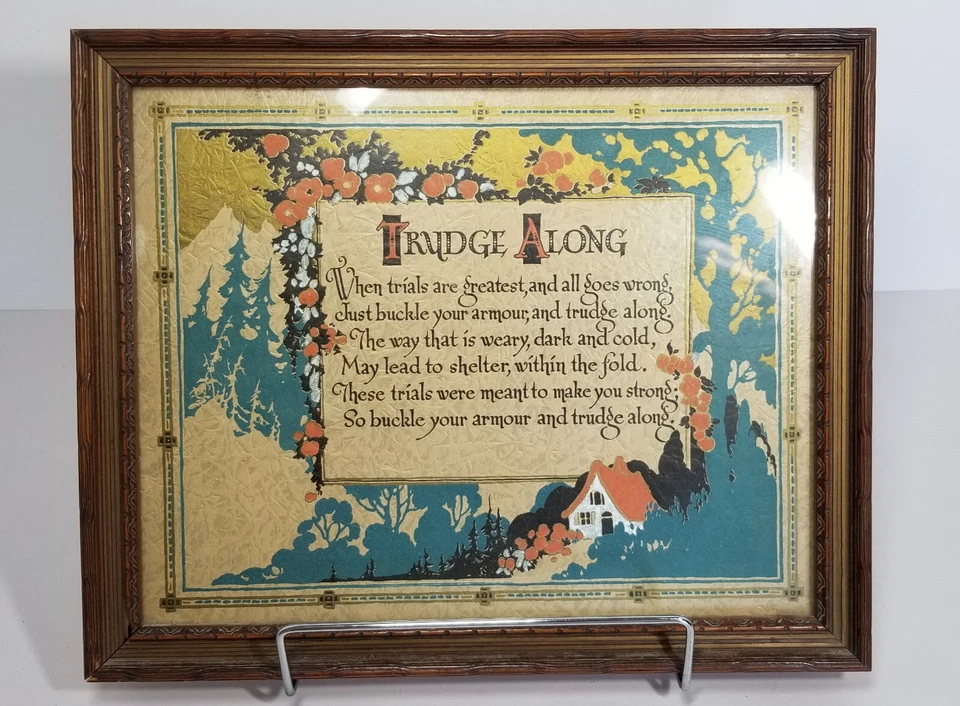 TRUDGE ALONG
When trials are greatest, and all goes wrong,
Just buckle your armour, and trudge along.
The way that is weary, dark and cold,
May lead to shelter, within the fold.
These trials were meant to make you strong;
So buckle your armour and trudge along.